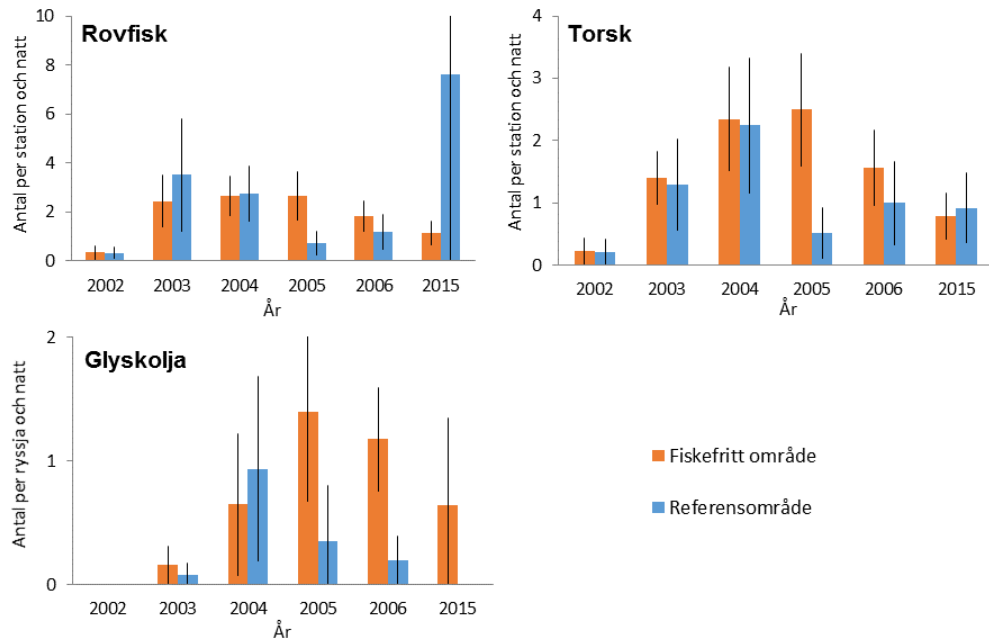 Rovfisk
Antal per station och natt
10
8
6
4
2
0
2002 2003 2004 2005 2006 2015
År
Torsk
Antal per station och natt
4
3
2
1
0
2002 2003 2004 2005 2006 2015
År
Glyskolja
Antal per ryssja och natt
2
1
0
2002 2003 2004 2005 2006 2015
År
Fiskefritt område
Referensområde